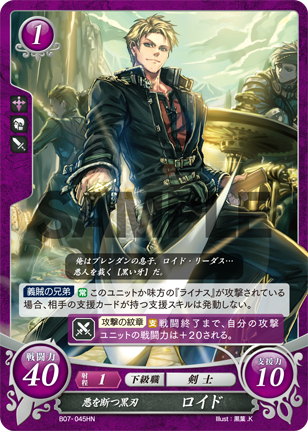 1
SAMPLE
俺はブレンダンの息子、ロイド・リーダス…
悪人を裁く【黒い牙】だ。
義賊の兄弟 常 このユニットか味方の『ライナス』が攻撃されている
場合、相手の支援カードが持つ支援スキルは発動しない。
攻撃の紋章 支 戦闘終了まで、自分の攻撃
ユニットの戦闘力は+20される。
戦闘力 40
射程 1 下級職 剣士
支援力 10
悪を断つ黒刃 ロイド
B07-045HN
Illust:黒葉.K